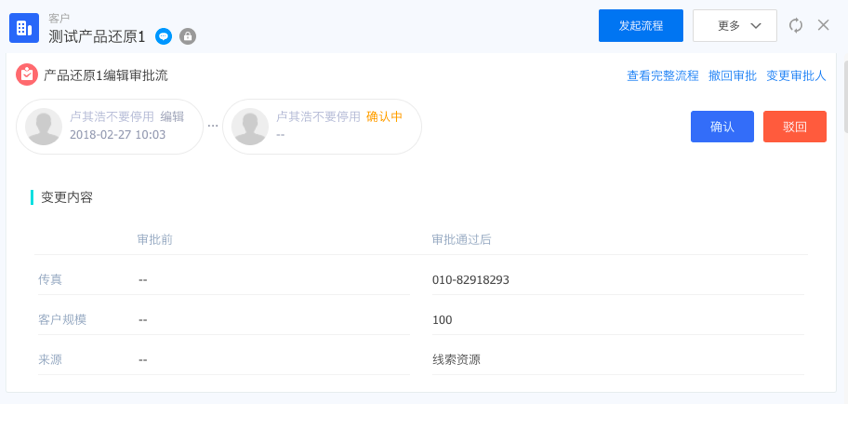 客户
测试产品还原1
发起流程
更多
产品还原1编辑审批流
查看完整流程 撤回审批 变更审批人
卢其浩不要停用 编辑
2018-02-27 10:03
卢其浩不要停用 确认中
--
确认
驳回
变更内容
审批前 审批通过后
传真 -- 010-82918293
客户规模 -- 100
来源 -- 线索资源